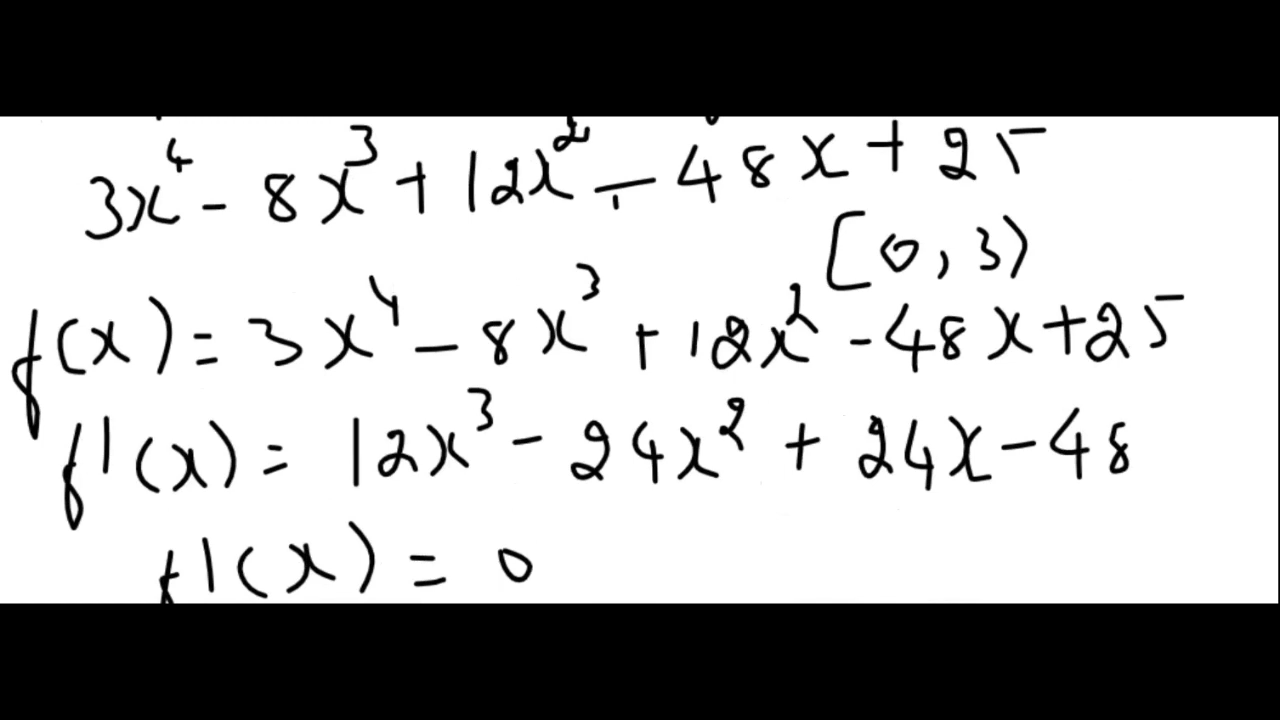 3x⁴ - 8x³ + 12x² - 48x + 25
[0, 3)
f(x) = 3x⁴ - 8x³ + 12x² - 48x + 25
f'(x) = 12x³ - 24x² + 24x - 48
f'(x) = 0